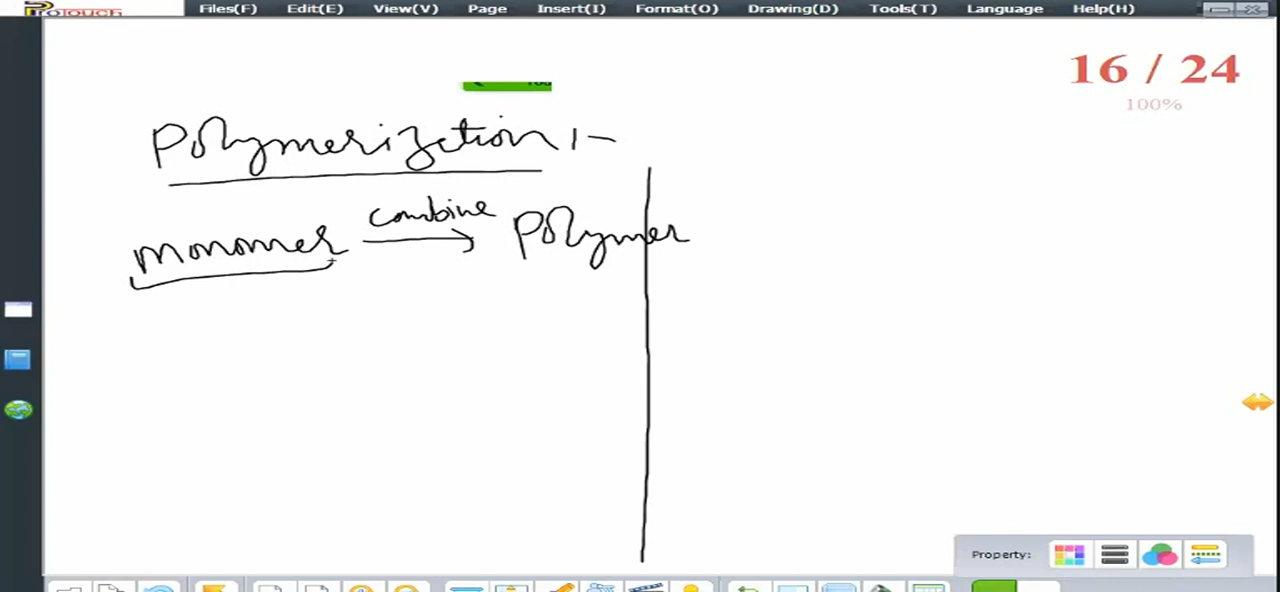 Files(F) Edit(E) View(V) Page Insert(I) Format(O) Drawing(D) Tools(T) Language Help(H)
16 / 24
100%
Polymerization :-
monomer combine → Polymer
Property: